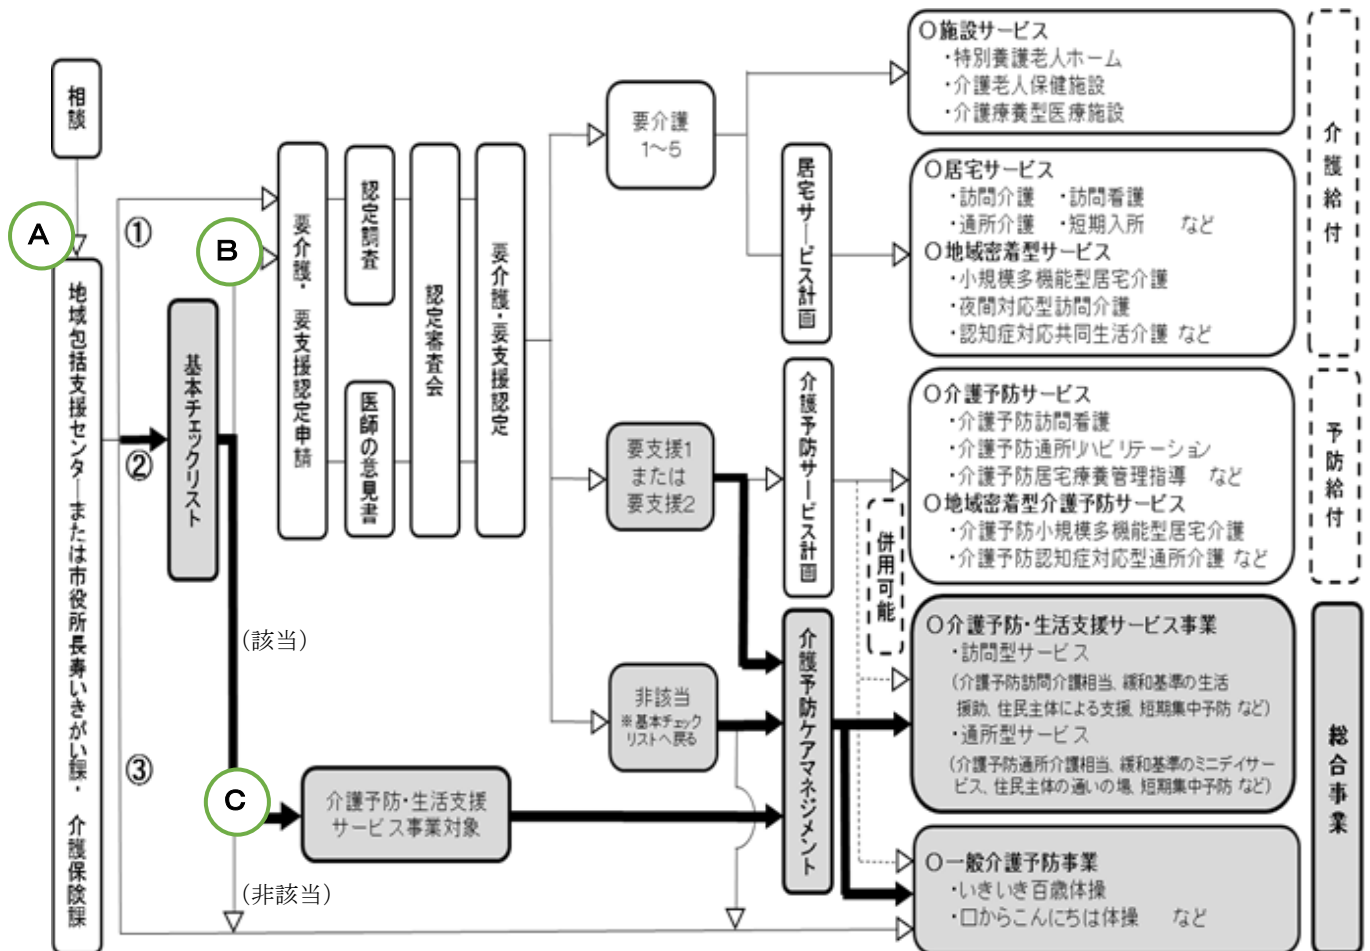 相談
A
地域包括支援センターまたは市役所長寿いきがい課・介護保険課
①
②
③
基本チェックリスト
(該当)
(非該当)
B
C
要介護・要支援認定申請
認定調査
医師の意見書
認定審査会
要介護・要支援認定
介護予防・生活支援
サービス事業対象
要介護
1～5
要支援1
または
要支援2
非該当
※基本チェック
リストへ戻る
居宅サービス計画
介護予防サービス計画
介護予防ケアマネジメント
併用可能
○施設サービス
・特別養護老人ホーム
・介護老人保健施設
・介護療養型医療施設
○居宅サービス
・訪問介護　・訪問看護
・通所介護　・短期入所　など
○地域密着型サービス
・小規模多機能型居宅介護
・夜間対応型訪問介護
・認知症対応共同生活介護 など
○介護予防サービス
・介護予防訪問看護
・介護予防通所リハビリテーション
・介護予防居宅療養管理指導　など
○地域密着型介護予防サービス
・介護予防小規模多機能型居宅介護
・介護予防認知症対応型通所介護 など
○介護予防・生活支援サービス事業
・訪問型サービス
(介護予防訪問介護相当、緩和基準の生活
援助、住民主体による支援、短期集中予防 など)
・通所型サービス
(介護予防通所介護相当、緩和基準のミニデイサー
ビス、住民主体の通いの場、短期集中予防 など)
○一般介護予防事業
・いきいき百歳体操
・口からこんにちは体操　など
介護給付
予防給付
総合事業